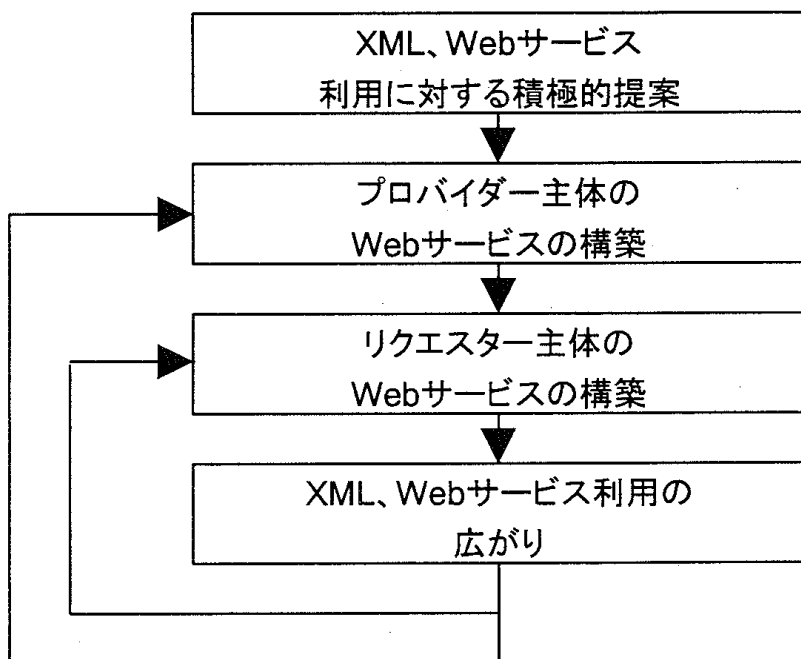 XML、Webサービス
利用に対する積極的提案
プロバイダー主体の
Webサービスの構築
リクエスター主体の
Webサービスの構築
XML、Webサービス利用の
広がり